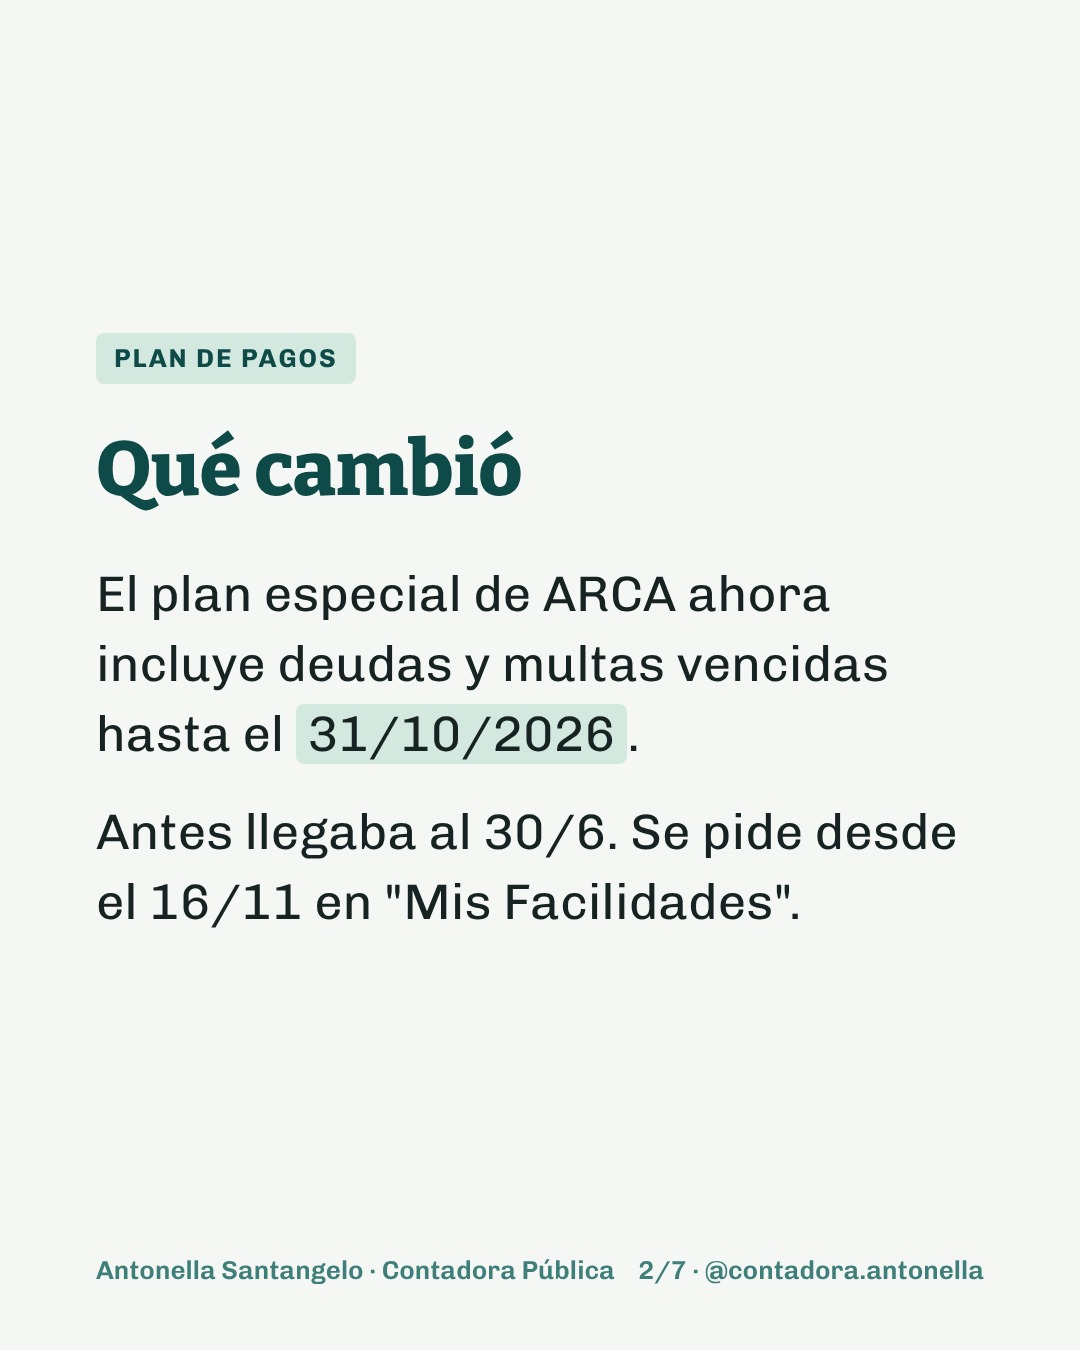 PLAN DE PAGOS
Qué cambió
El plan especial de ARCA ahora
incluye deudas y multas vencidas
hasta el 31/10/2026.
Antes llegaba al 30/6. Se pide desde
el 16/11 en "Mis Facilidades".
Antonella Santangelo · Contadora Pública 2/7 · @contadora.antonella